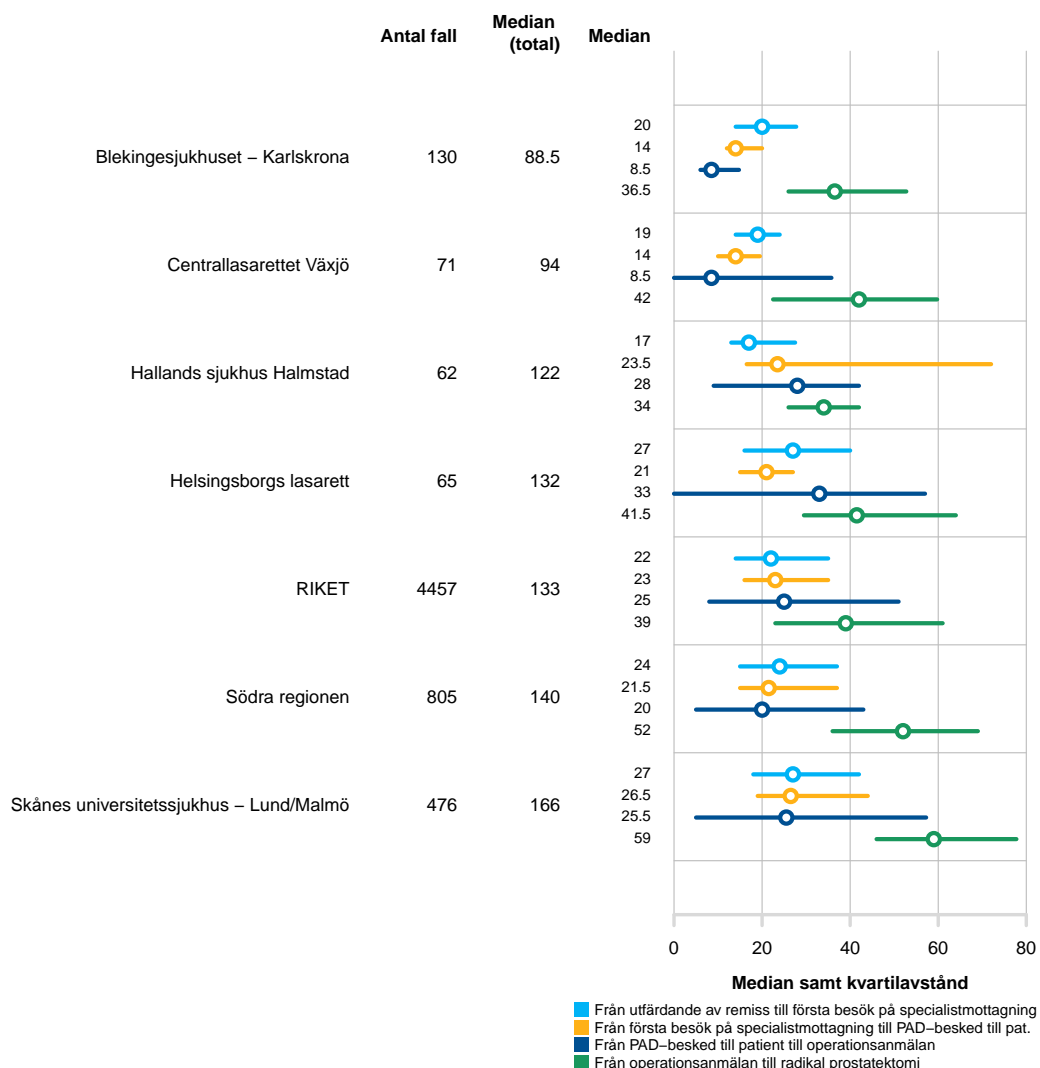 Antal fall Median (total) Median
20
14
Blekingesjukhuset – Karlskrona 130 88.5
8.5
36.5
19
14
Centrallasarettet Växjö 71 94
8.5
42
17
23.5
Hallands sjukhus Halmstad 62 122
28
34
27
21
Helsingborgs lasarett 65 132
33
41.5
22
23
RIKET 4457 133
25
39
24
21.5
Södra regionen 805 140
20
52
27
26.5
Skånes universitetssjukhus – Lund/Malmö 476 166
25.5
59
0 20 40 60 80
Median samt kvartilavstånd
Från utfärdande av remiss till första besök på specialistmottagning
Från första besök på specialistmottagning till PAD–besked till pat.
Från PAD–besked till patient till operationsanmälan
Från operationsanmälan till radikal prostatektomi